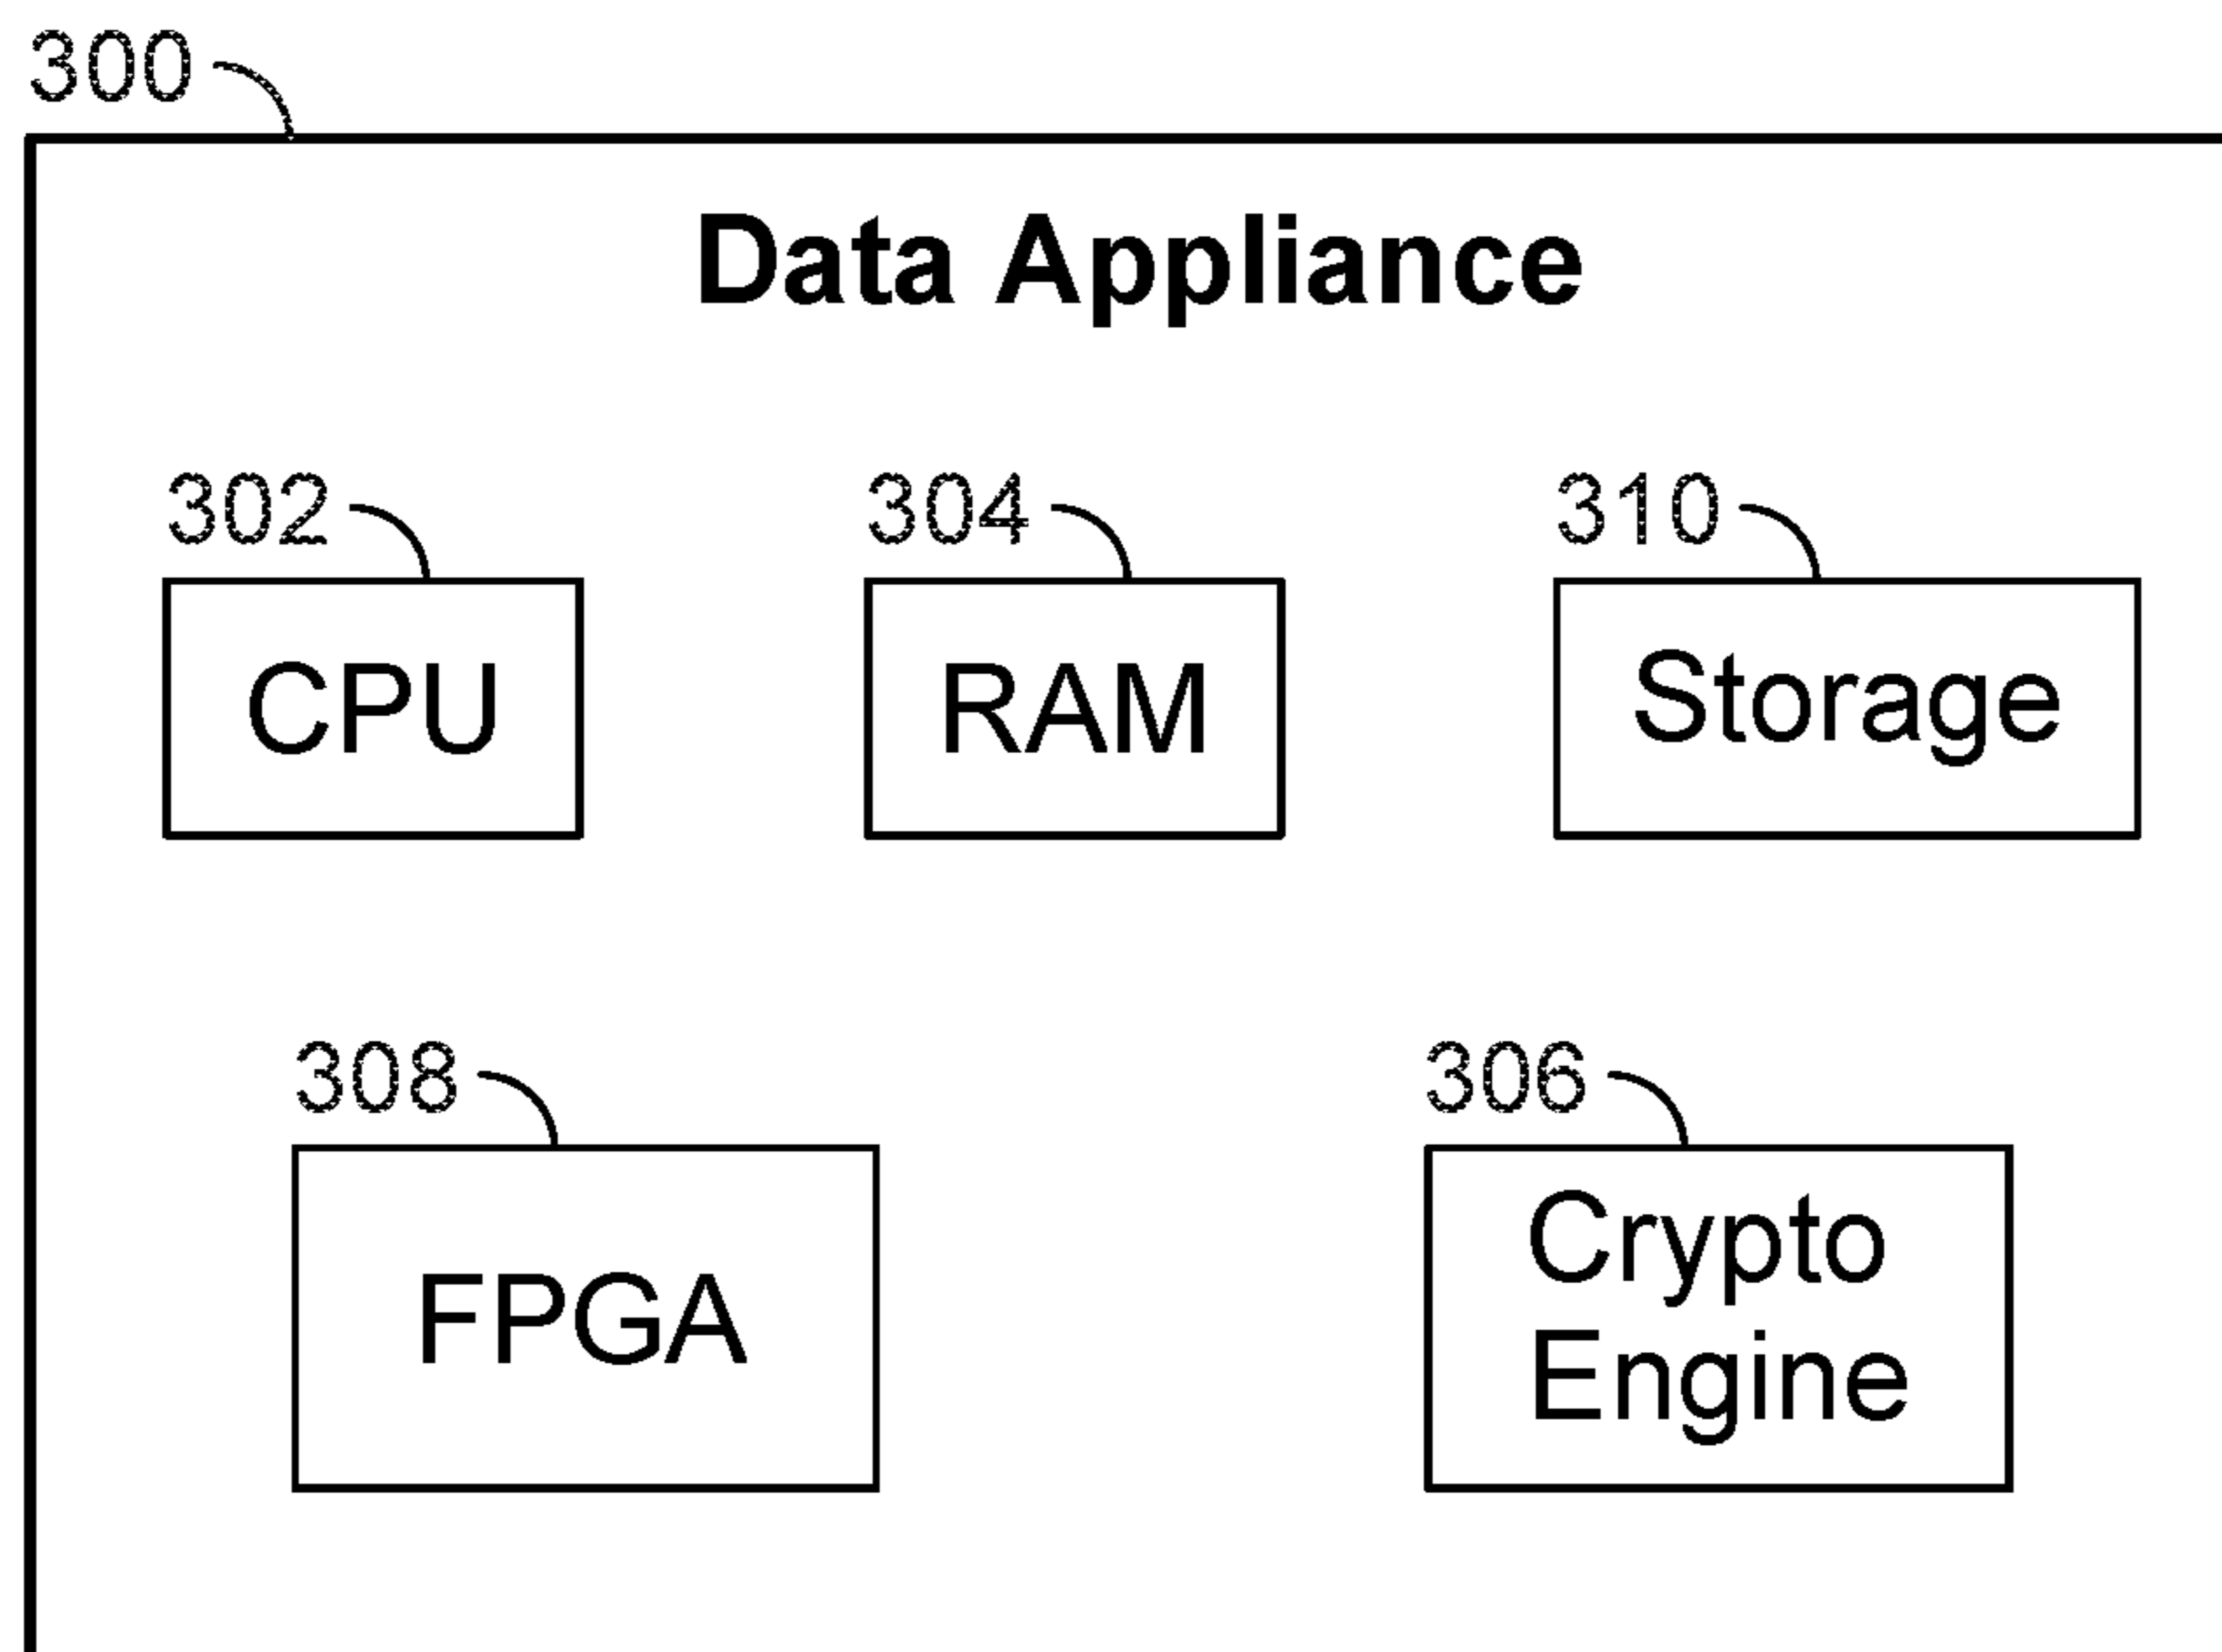 300
Data Appliance
302
304
310
CPU
RAM
Storage
308
306
FPGA
Crypto
Engine